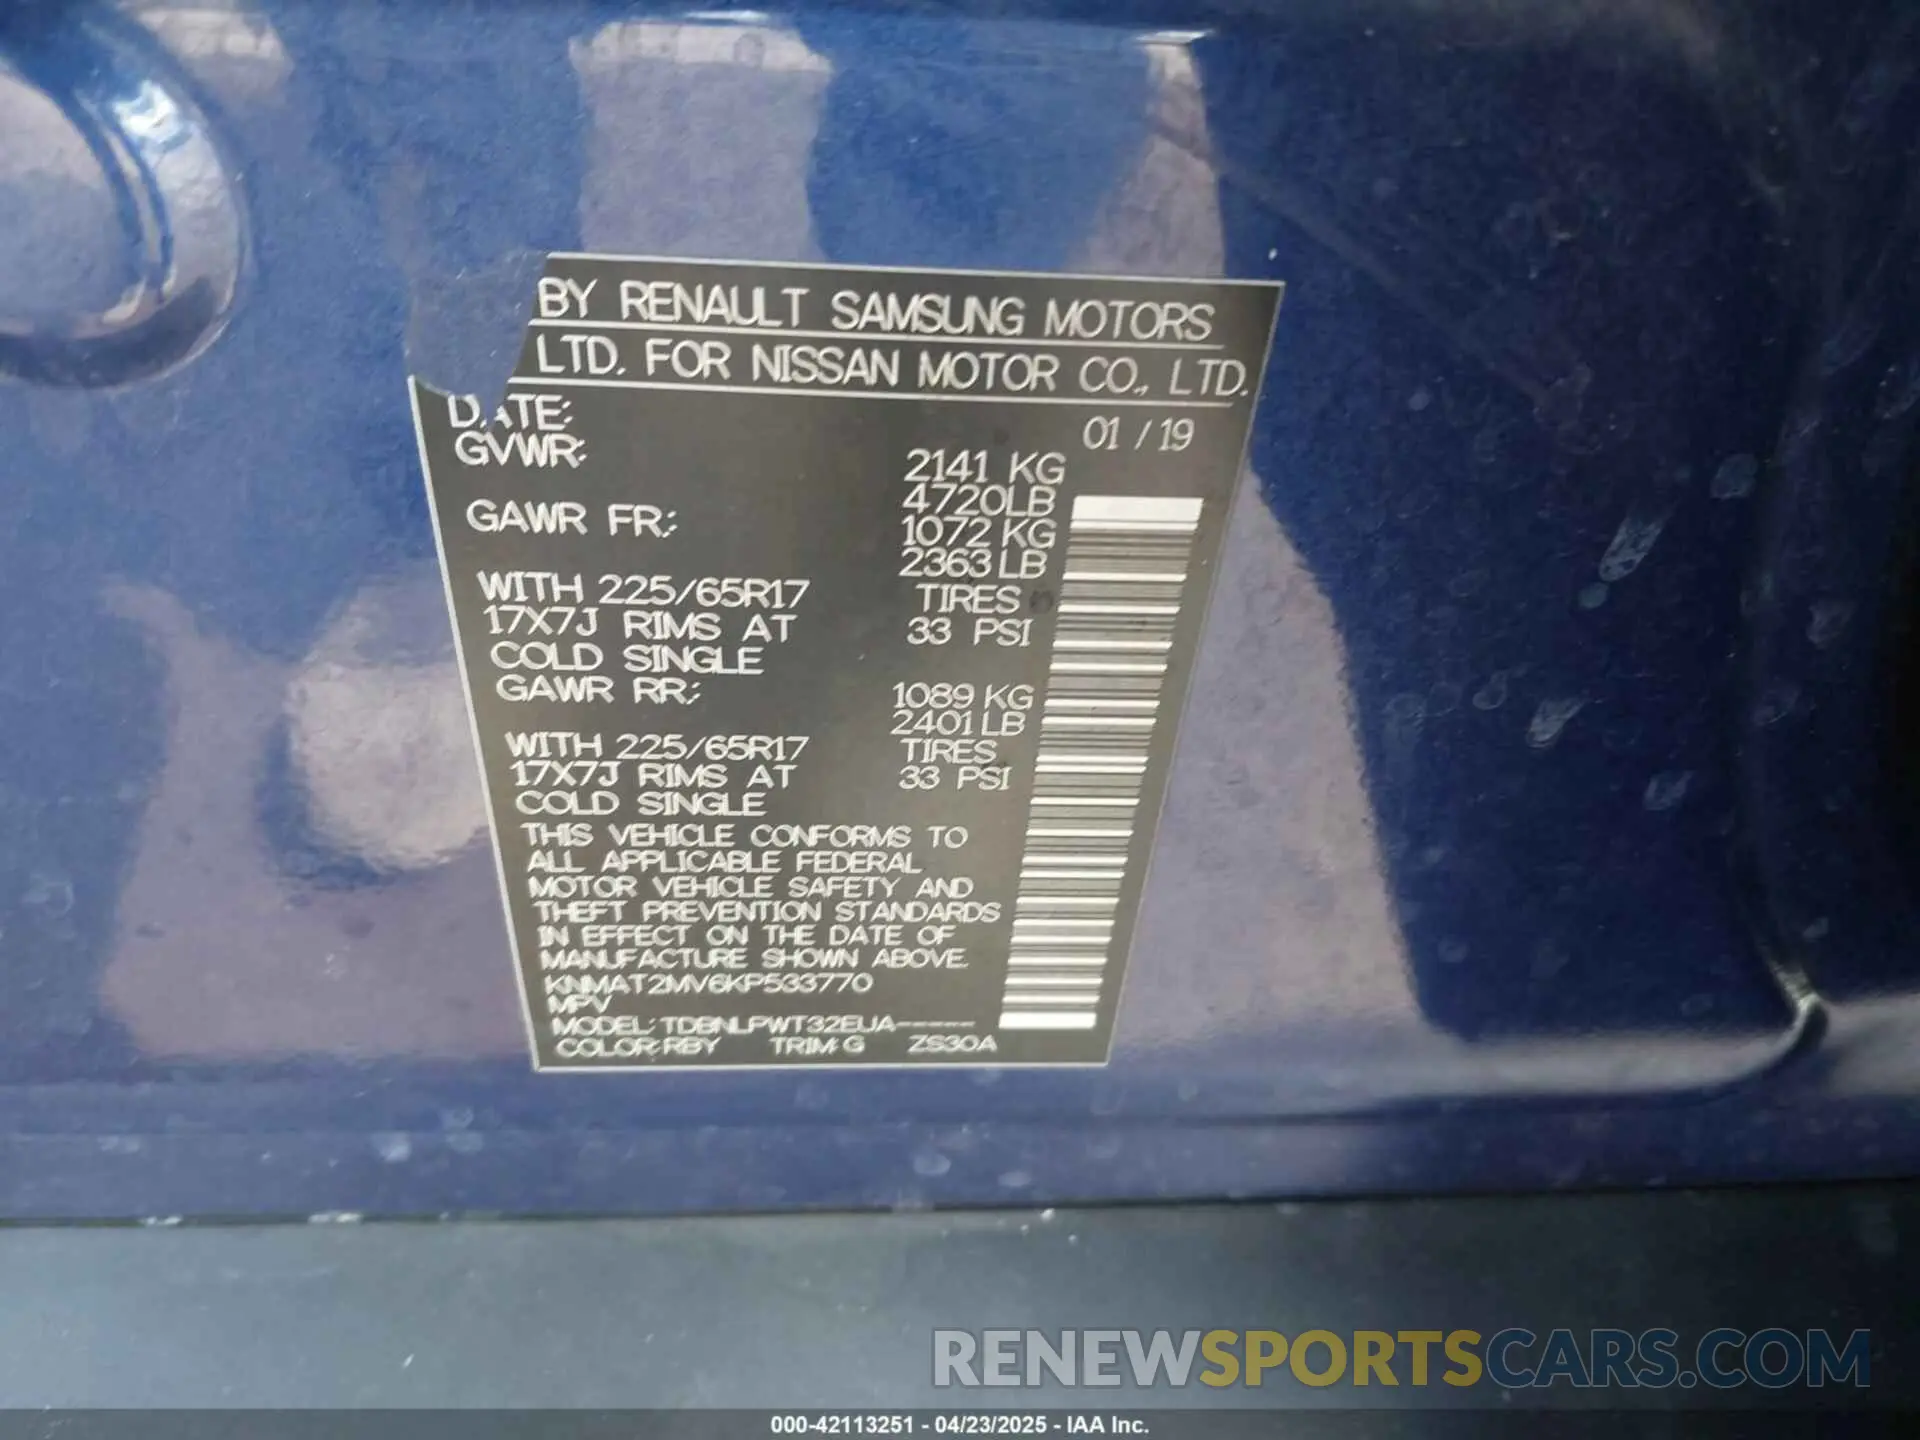 BY RENAULT SAMSUNG MOTORS
LTD. FOR NISSAN MOTOR CO., LTD.
DATE: 01 / 19
GVWR: 2141 KG
4720LB
GAWR FR: 1072 KG
2363 LB
WITH 225/65R17 TIRES
17X7J RIMS AT 33 PSI
COLD SINGLE
GAWR RR: 1089 KG
2401 LB
WITH 225/65R17 TIRES
17X7J RIMS AT 33 PSI
COLD SINGLE
THIS VEHICLE CONFORMS TO
ALL APPLICABLE FEDERAL
MOTOR VEHICLE SAFETY AND
THEFT PREVENTION STANDARDS
IN EFFECT ON THE DATE OF
MANUFACTURE SHOWN ABOVE.
KNMAT2MV6KP533770
MPV
MODEL: TDBNLPWT32EUA-----
COLOR: RBY TRIM: G ZS30A
RENEWSPORTSCARS.COM
000-42113251 - 04/23/2025 - IAA Inc.